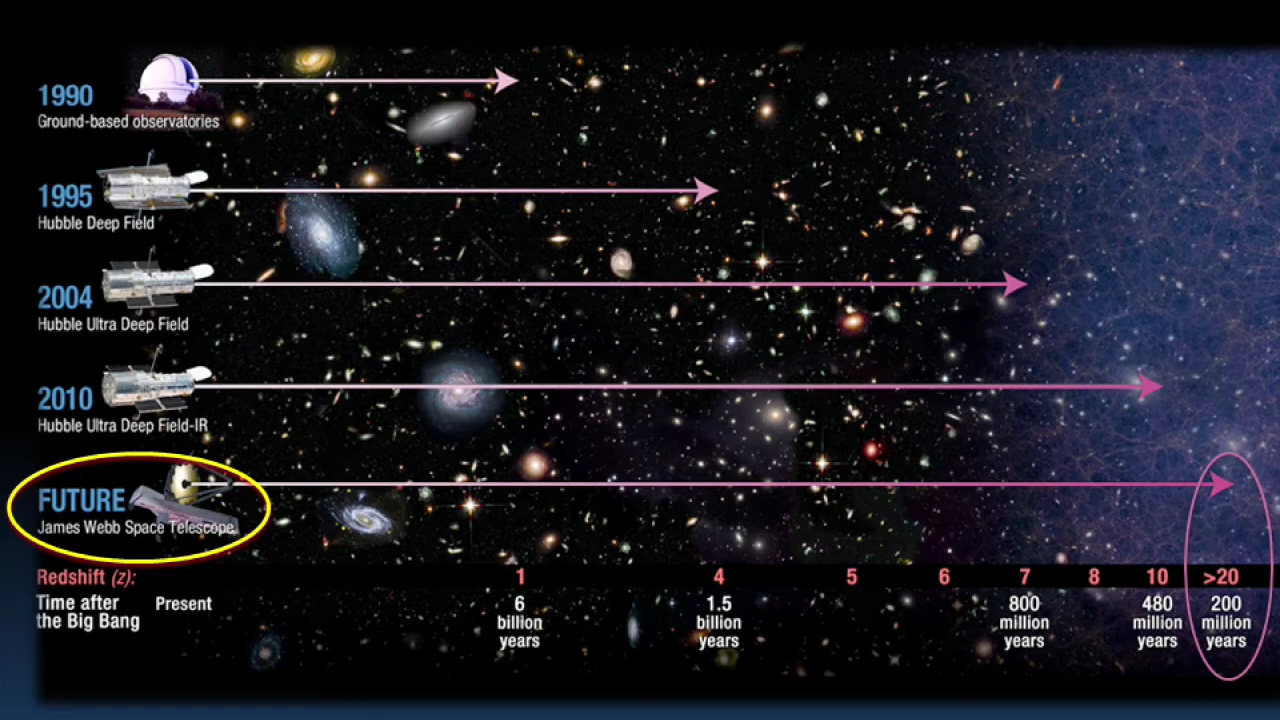 1990
Ground-based observatories
1995
Hubble Deep Field
2004
Hubble Ultra Deep Field
2010
Hubble Ultra Deep Field-IR
FUTURE
James Webb Space Telescope
Redshift (z): 1 4 5 6 7 8 10 >20
Time after Present 6 1.5 800 480 200
the Big Bang billion billion million million million
years years years years years